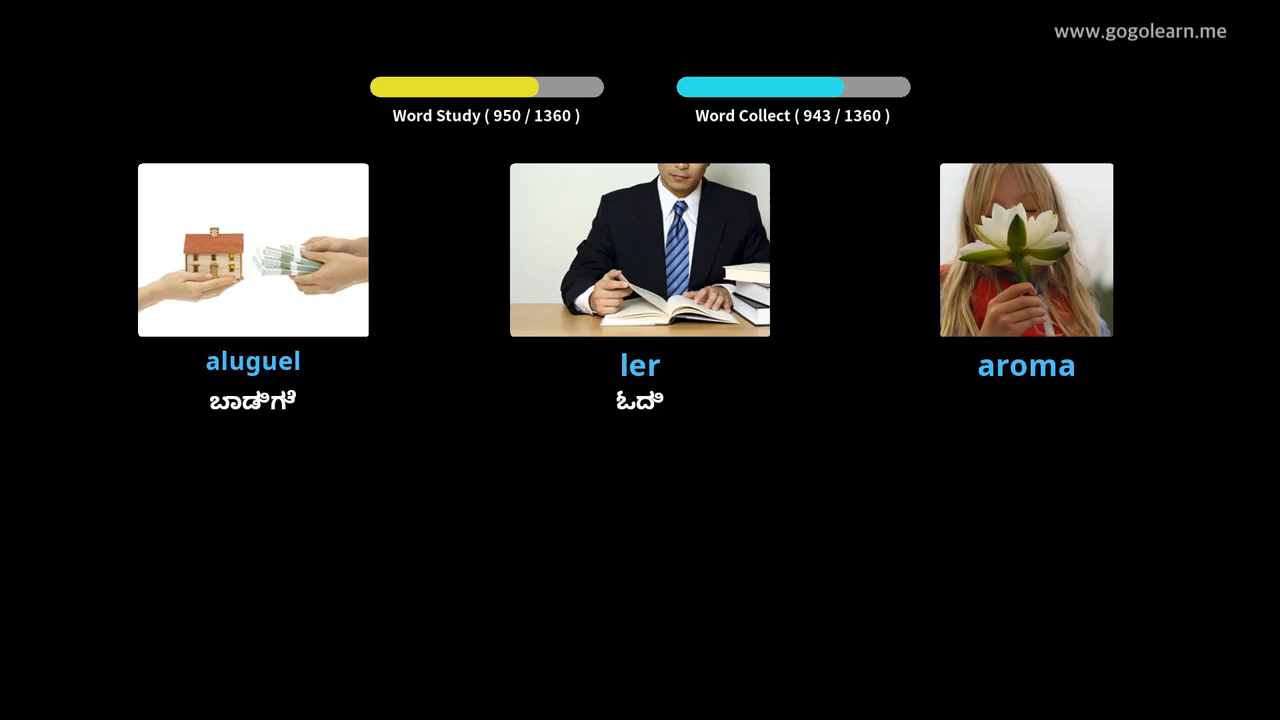 www.gogolearn.me
Word Study ( 950 / 1360 )
Word Collect ( 943 / 1360 )
aluguel
ler
aroma
ಬಾಡಿಗೆ
ಓದಿ